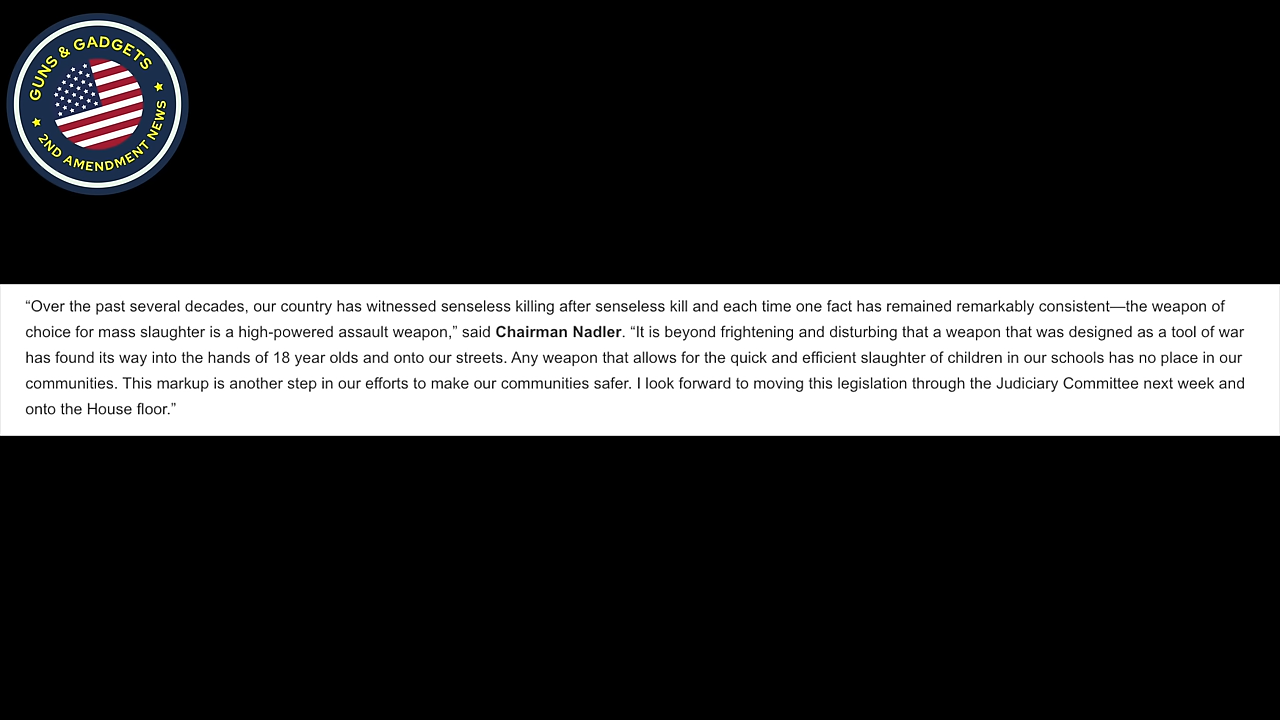 GUNS & GADGETS
2ND AMENDMENT NEWS
“Over the past several decades, our country has witnessed senseless killing after senseless kill and each time one fact has remained remarkably consistent—the weapon of
choice for mass slaughter is a high-powered assault weapon,” said Chairman Nadler. “It is beyond frightening and disturbing that a weapon that was designed as a tool of war
has found its way into the hands of 18 year olds and onto our streets. Any weapon that allows for the quick and efficient slaughter of children in our schools has no place in our
communities. This markup is another step in our efforts to make our communities safer. I look forward to moving this legislation through the Judiciary Committee next week and
onto the House floor.”